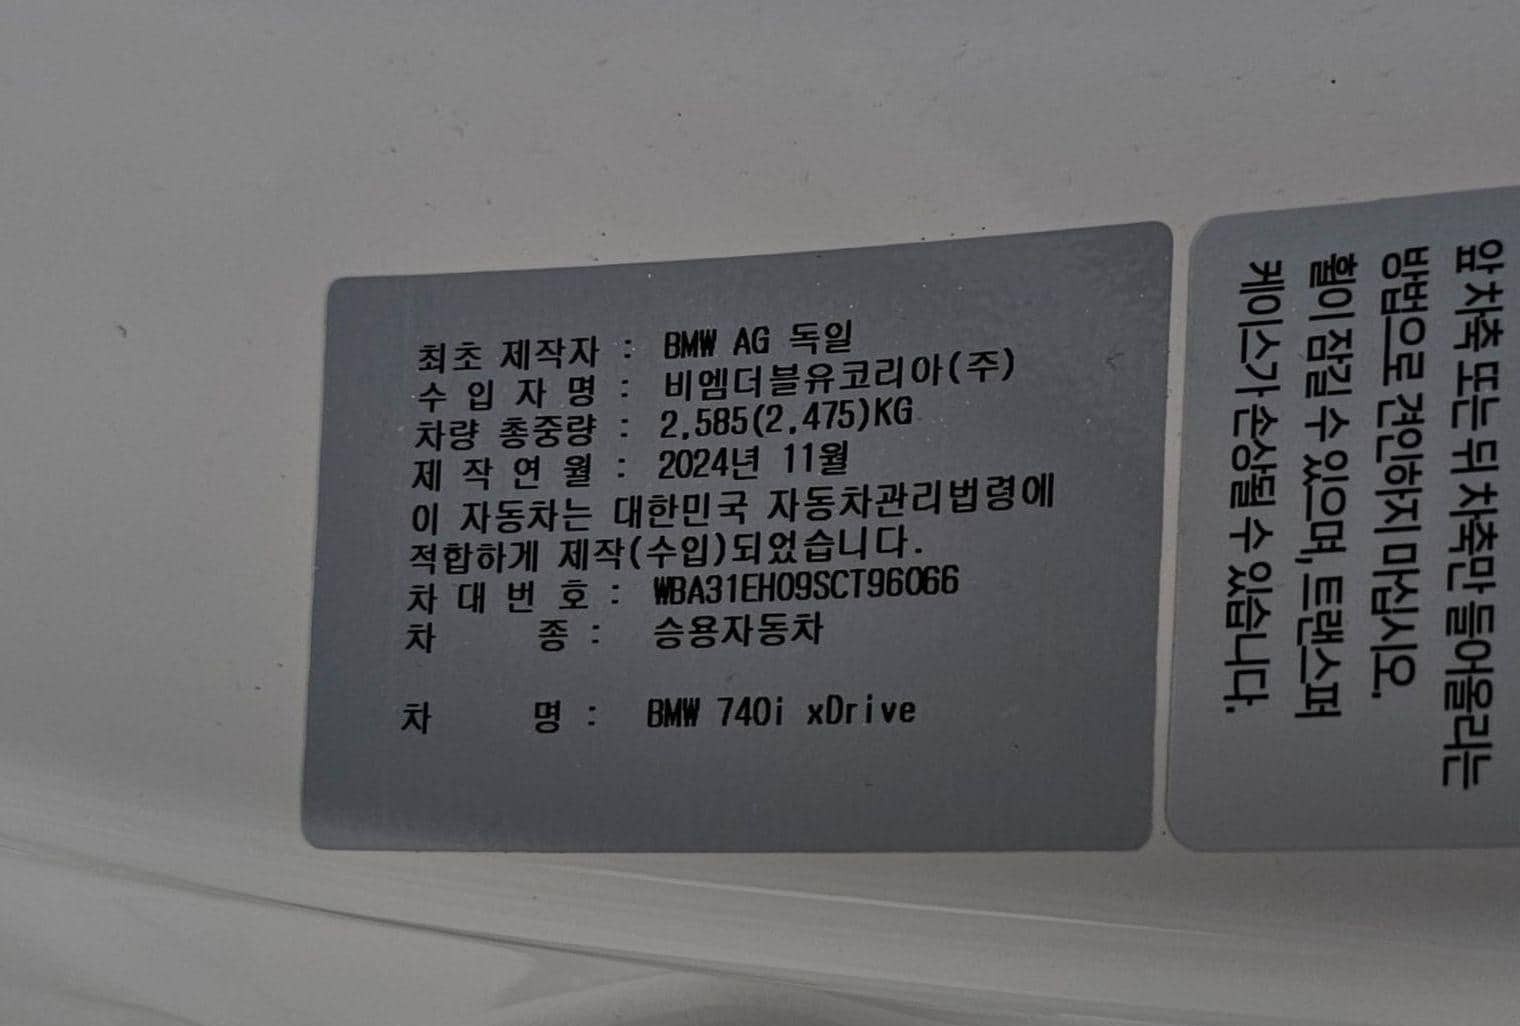 최초 제작자 : BMW AG 독일
수 입 자 명 : 비엠더블유코리아(주)
차량 총중량 : 2,585(2,475)KG
제 작 연 월 : 2024년 11월
이 자동차는 대한민국 자동차관리법령에
적합하게 제작(수입)되었습니다.
차 대 번 호 : WBA31EH09SCT96066
차 종 : 승용자동차
차 명 : BMW 740i xDrive
앞 차축 또는 뒤 차축만 들어올리는
방법으로 견인하지 마십시오.
휠이 잠길 수 있으며, 트랜스퍼
케이스가 손상될 수 있습니다.